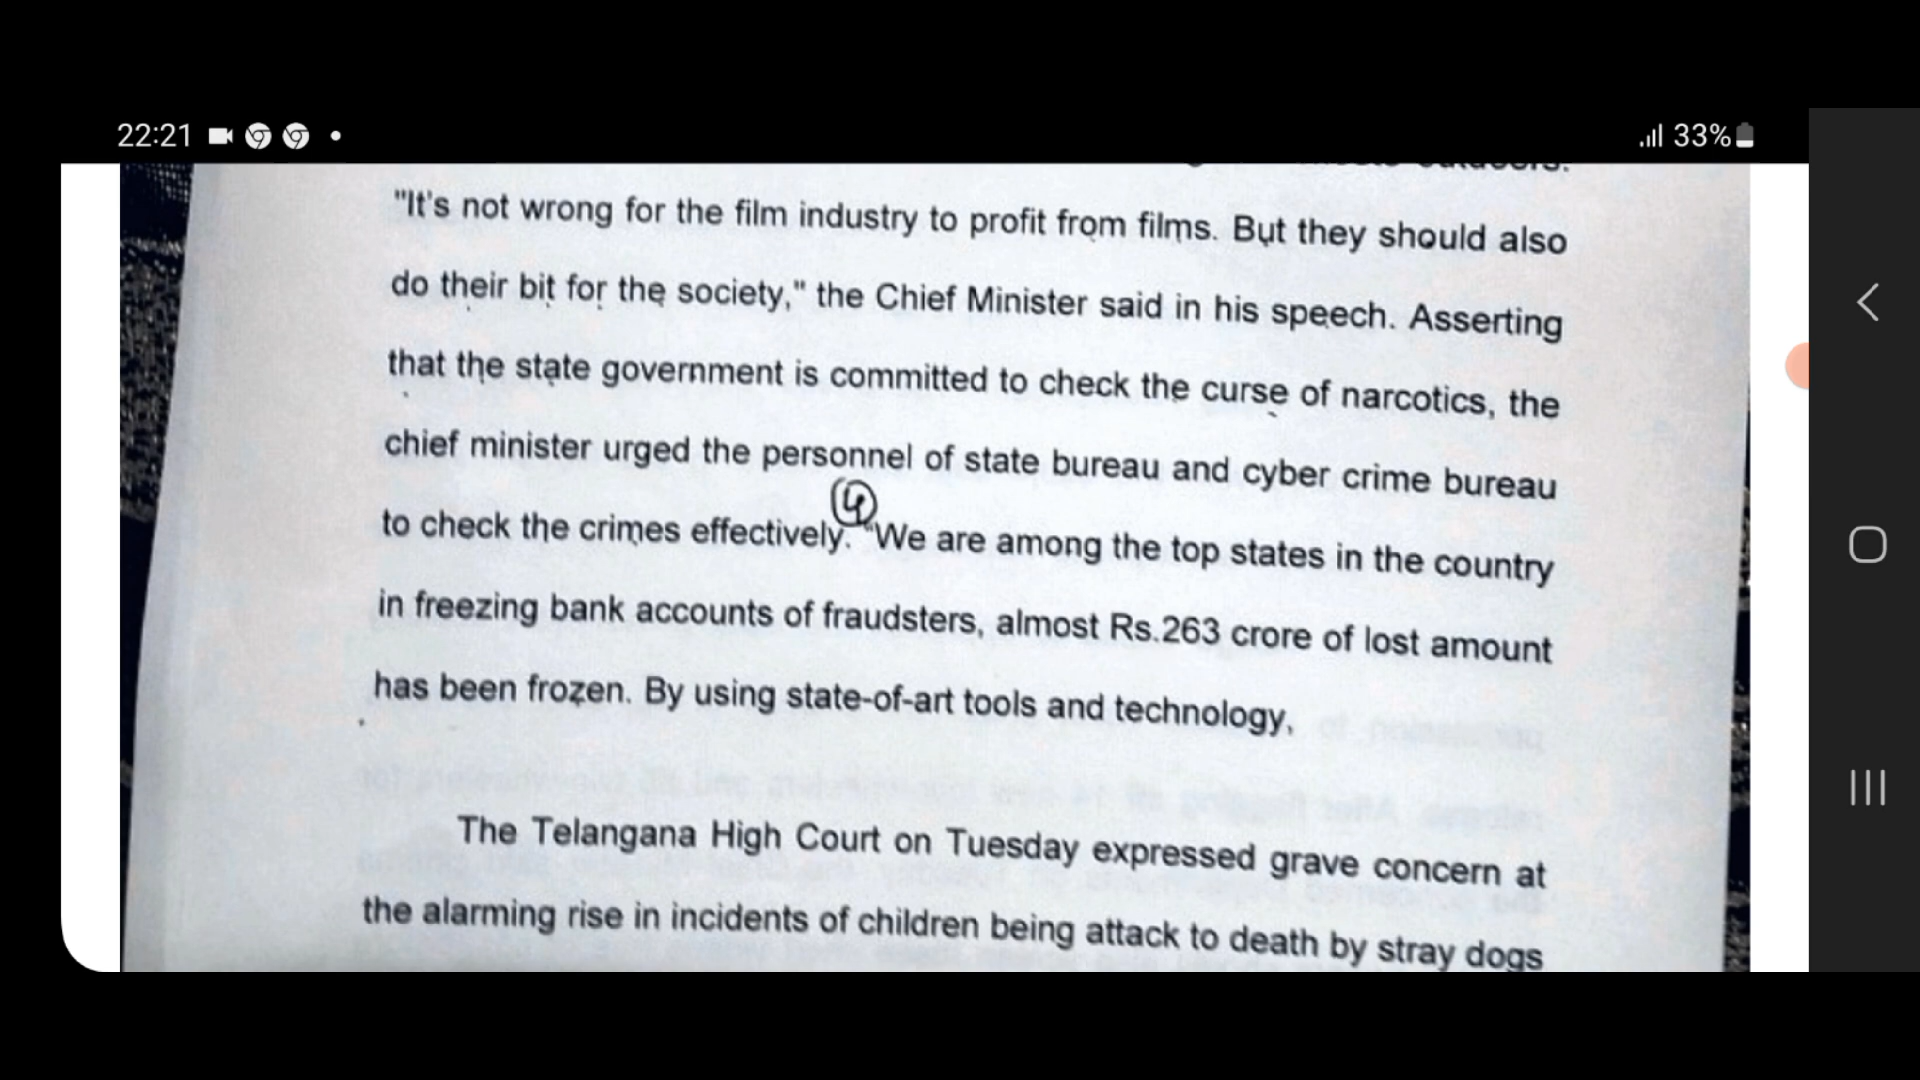 22:21
33%
"It's not wrong for the film industry to profit from films. But they should also
do their bit for the society," the Chief Minister said in his speech. Asserting
that the state government is committed to check the curse of narcotics, the
chief minister urged the personnel of state bureau and cyber crime bureau
④
to check the crimes effectively. "We are among the top states in the country
in freezing bank accounts of fraudsters, almost Rs.263 crore of lost amount
has been frozen. By using state-of-art tools and technology,
The Telangana High Court on Tuesday expressed grave concern at
the alarming rise in incidents of children being attack to death by stray dogs